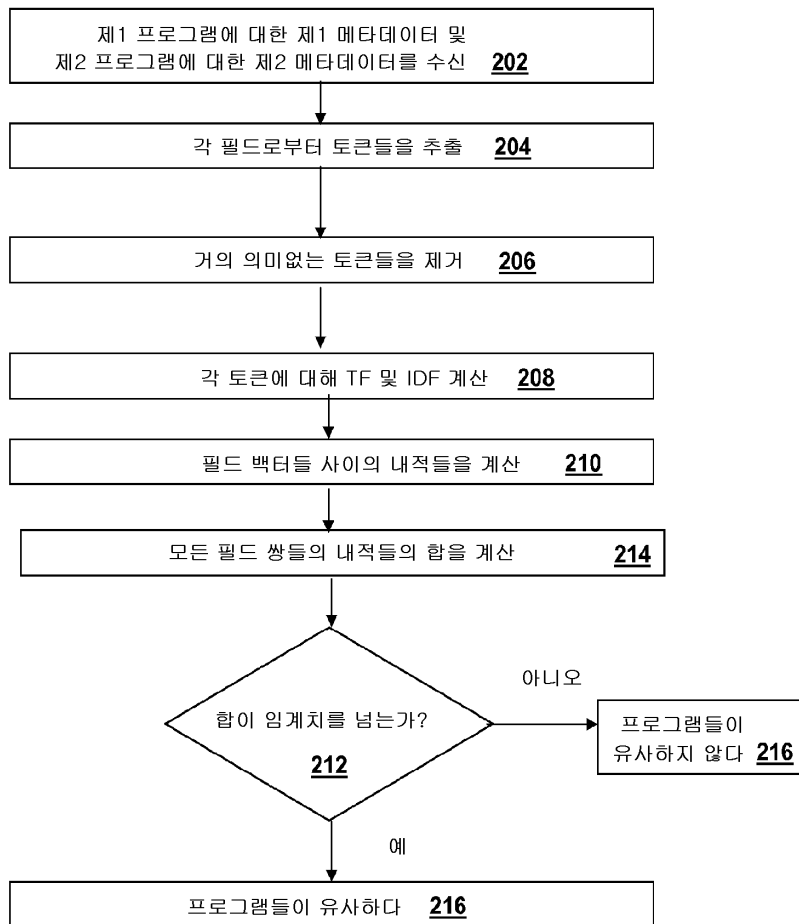 제1 프로그램에 대한 제1 메타데이터 및
제2 프로그램에 대한 제2 메타데이터를 수신 202
각 필드로부터 토큰들을 추출 204
거의 의미없는 토큰들을 제거 206
각 토큰에 대해 TF 및 IDF 계산 208
필드 백터들 사이의 내적들을 계산 210
모든 필드 쌍들의 내적들의 합을 계산 214
합이 임계치를 넘는가?
212
아니오
프로그램들이
유사하지 않다 216
예
프로그램들이 유사하다 216